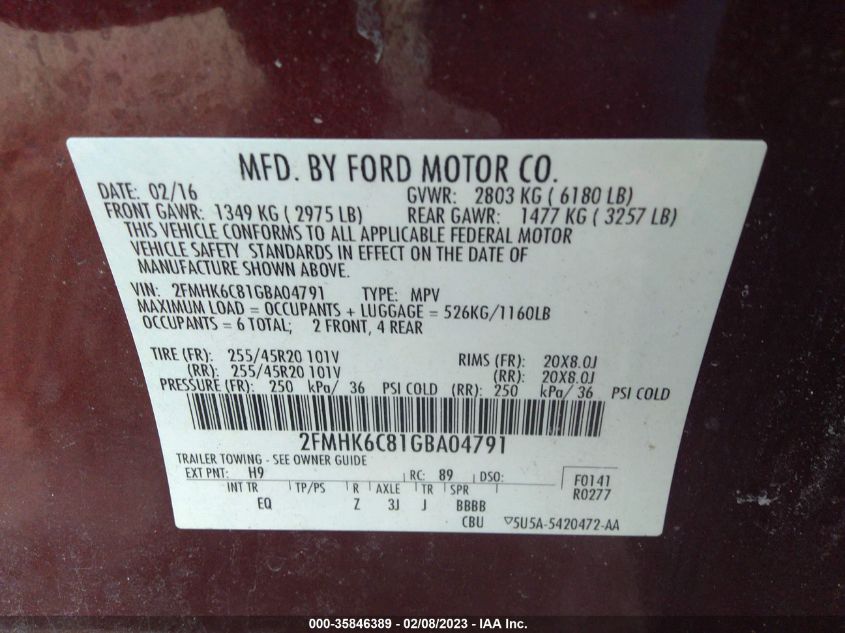 MFD. BY FORD MOTOR CO.
DATE: 02/16 GVWR: 2803 KG ( 6180 LB)
FRONT GAWR: 1349 KG ( 2975 LB) REAR GAWR: 1477 KG ( 3257 LB)
THIS VEHICLE CONFORMS TO ALL APPLICABLE FEDERAL MOTOR
VEHICLE SAFETY STANDARDS IN EFFECT ON THE DATE OF
MANUFACTURE SHOWN ABOVE.
VIN: 2FMHK6C81GBA04791 TYPE: MPV
MAXIMUM LOAD = OCCUPANTS + LUGGAGE = 526KG/1160LB
OCCUPANTS = 6 TOTAL; 2 FRONT, 4 REAR
TIRE (FR): 255/45R20 101V RIMS (FR): 20X8.0J
(RR): 255/45R20 101V (RR): 20X8.0J
PRESSURE (FR): 250 kPa/ 36 PSI COLD (RR): 250 kPa/ 36 PSI COLD
2FMHK6C81GBA04791
TRAILER TOWING - SEE OWNER GUIDE
EXT PNT: H9 RC: 89 DSO: F0141
R0277
INT TR TP/PS R AXLE TR SPR
EQ Z 3J J BBBB
CBU ▽5U5A-5420472-AA
000-35846389 - 02/08/2023 - IAA Inc.